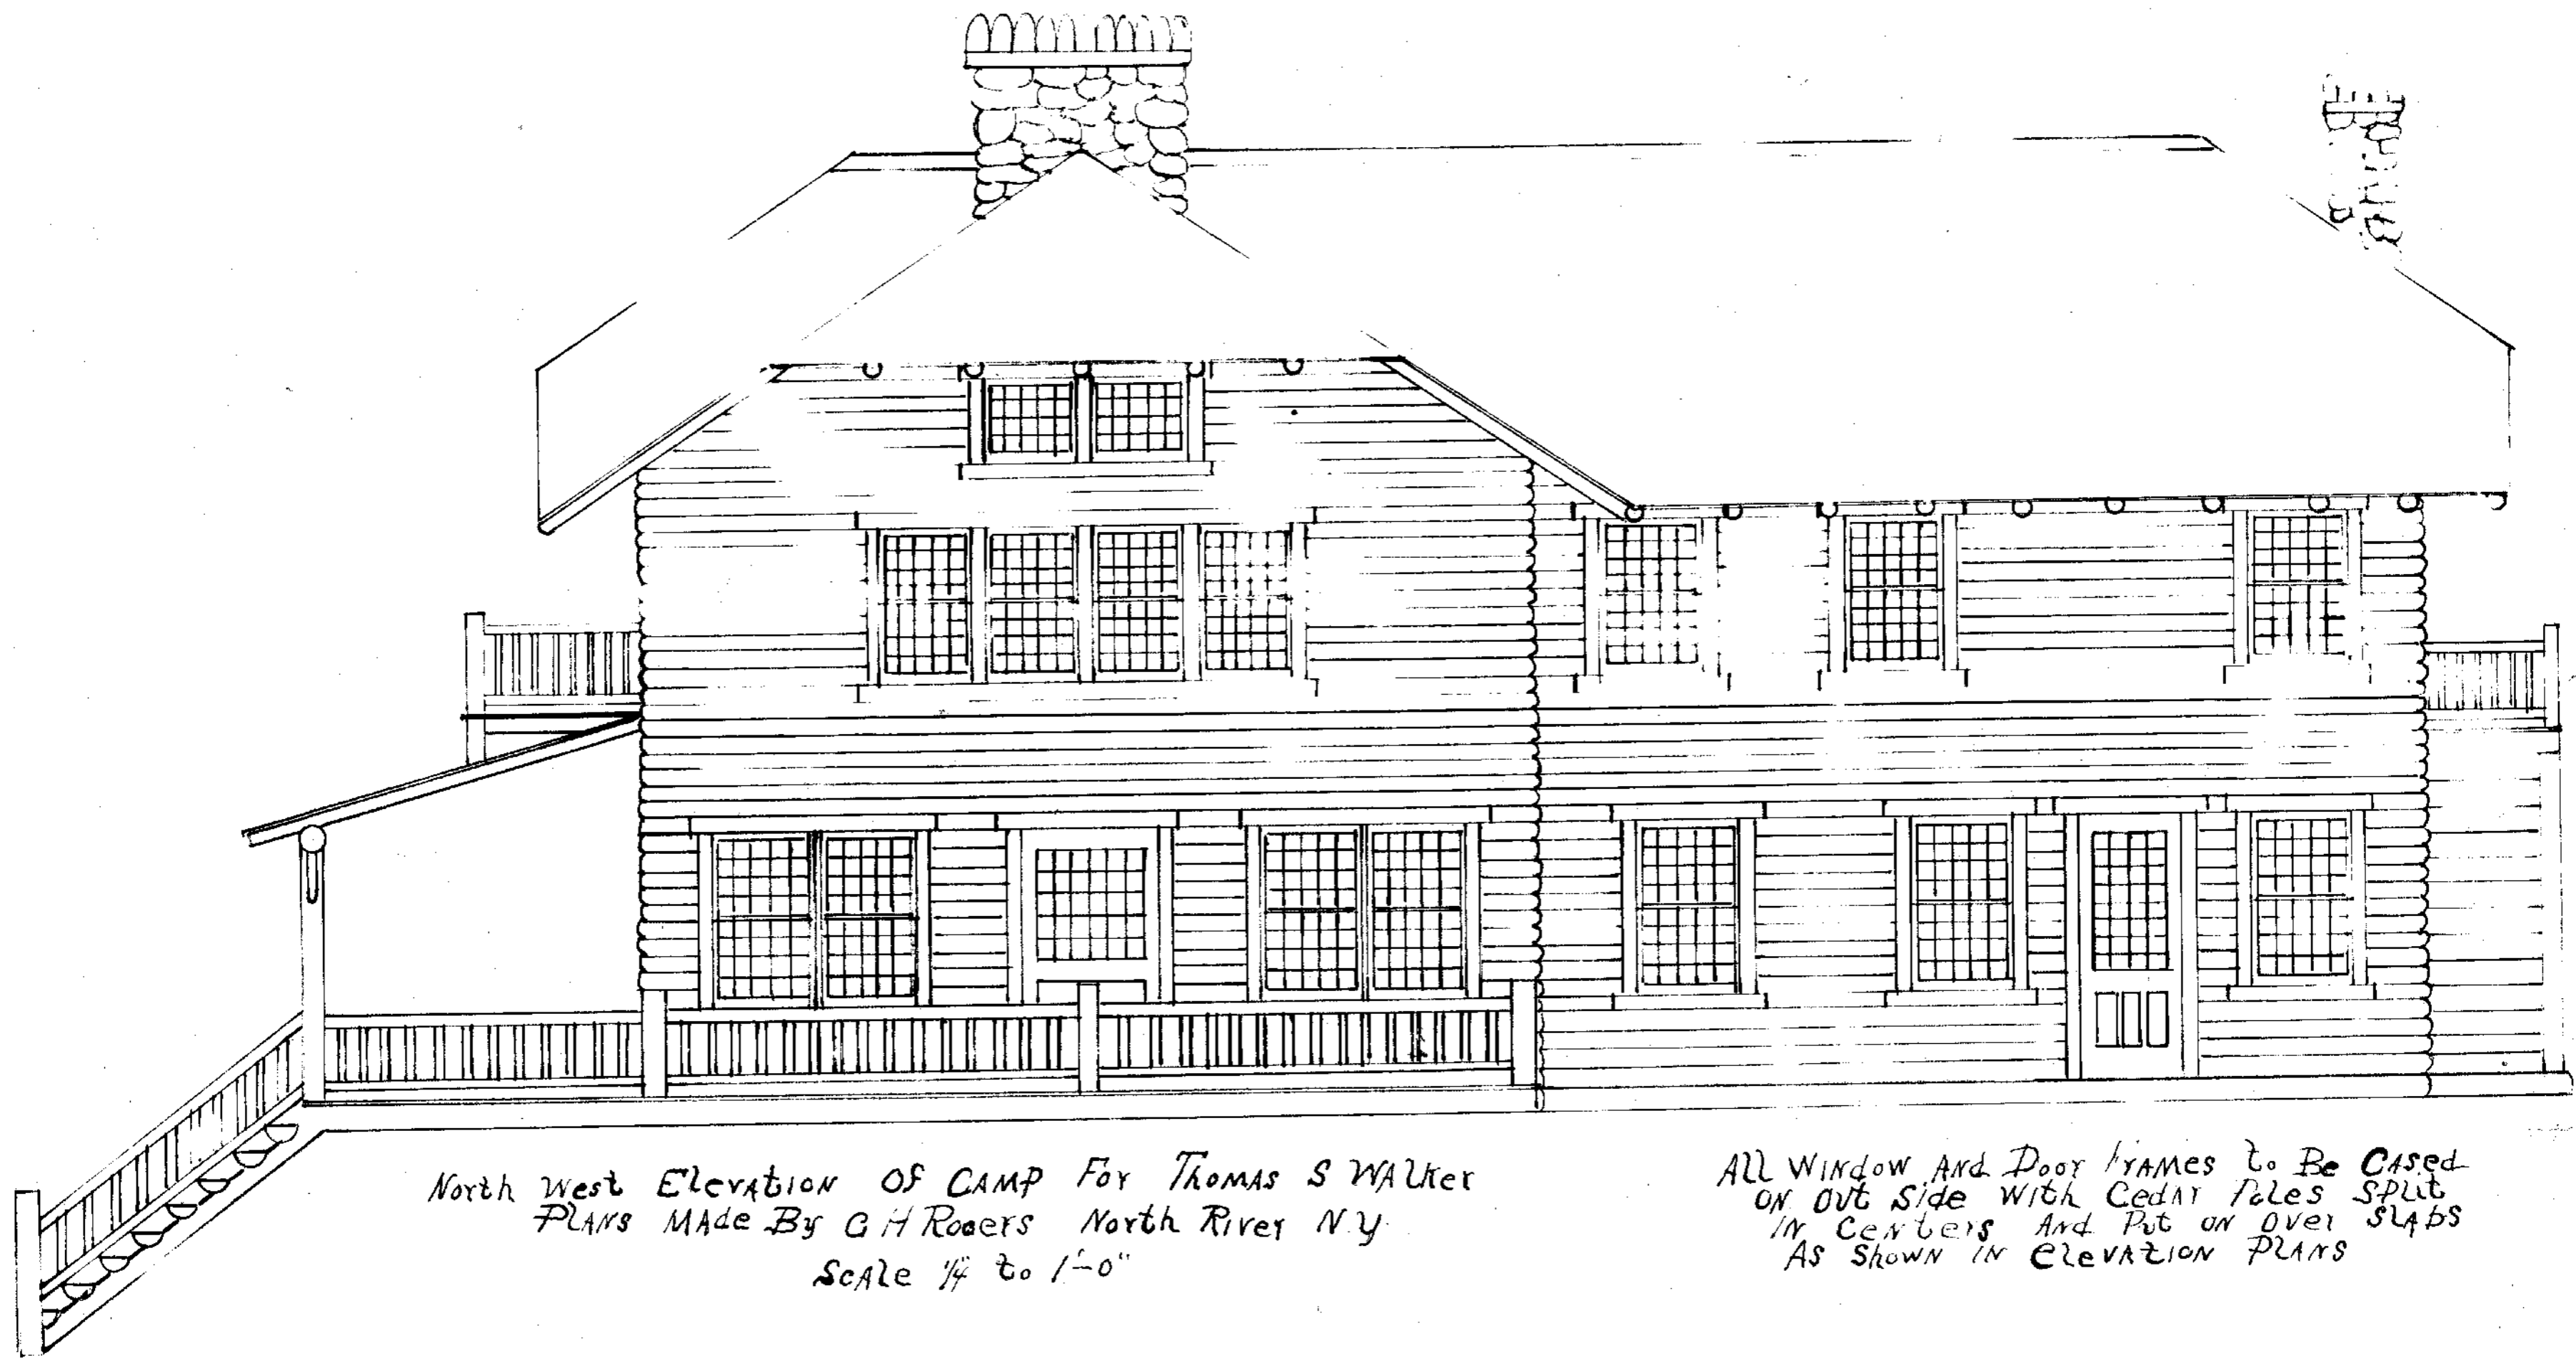 North West Elevation Of Camp For Thomas S Walker
Plans Made By G H Rogers North River N.Y.
Scale 1/4" to 1'-0"
All Window And Door Frames to Be Cased
on out side with Cedar Poles Split
in Centers And Put on over Slabs
As Shown in Elevation Plans